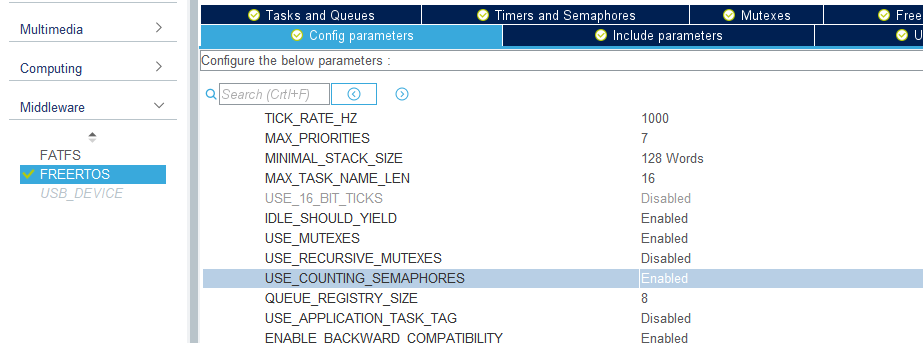 Multimedia
Computing
Middleware
FATFS
FREERTOS
USB_DEVICE
Tasks and Queues Timers and Semaphores Mutexes Free
Config parameters Include parameters U
Configure the below parameters :
Search (Crtl+F)
TICK_RATE_HZ 1000
MAX_PRIORITIES 7
MINIMAL_STACK_SIZE 128 Words
MAX_TASK_NAME_LEN 16
USE_16_BIT_TICKS Disabled
IDLE_SHOULD_YIELD Enabled
USE_MUTEXES Enabled
USE_RECURSIVE_MUTEXES Disabled
USE_COUNTING_SEMAPHORES Enabled
QUEUE_REGISTRY_SIZE 8
USE_APPLICATION_TASK_TAG Disabled
ENABLE_BACKWARD_COMPATIBILITY Enabled